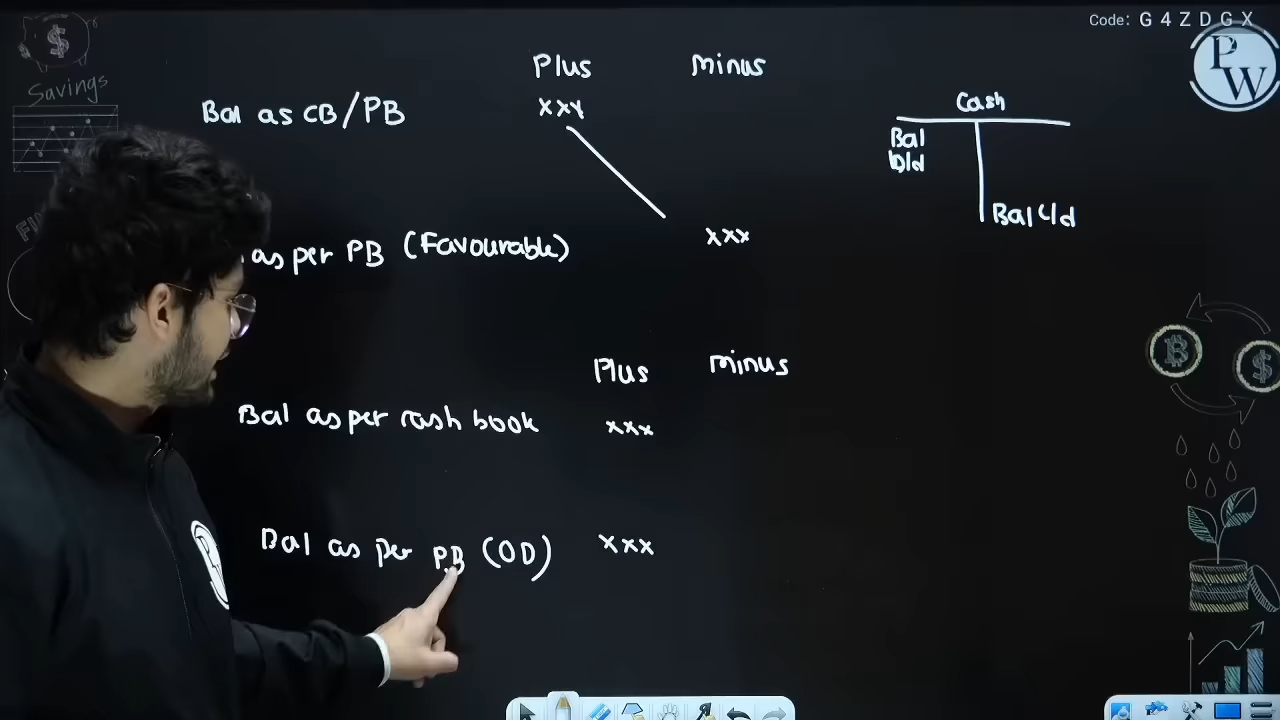 Code: G 4 Z D G X
PW
Savings
Plus minus
Bal as CB/PB xxx
Cash
Bal
b/d
Bal c/d
as per PB (Favourable) xxx
Plus minus
Bal as per cash book xxx
Bal as per PB (OD) xxx